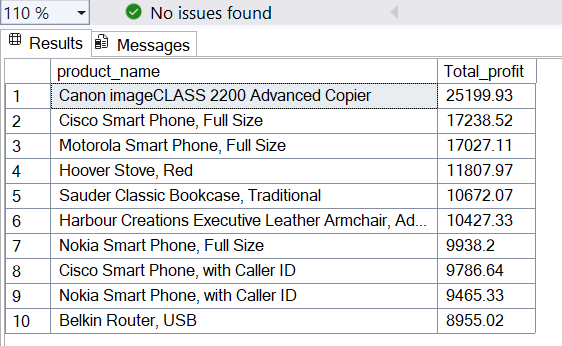 110 % No issues found
Results Messages
product_name Total_profit
1 Canon imageCLASS 2200 Advanced Copier 25199.93
2 Cisco Smart Phone, Full Size 17238.52
3 Motorola Smart Phone, Full Size 17027.11
4 Hoover Stove, Red 11807.97
5 Sauder Classic Bookcase, Traditional 10672.07
6 Harbour Creations Executive Leather Armchair, Ad... 10427.33
7 Nokia Smart Phone, Full Size 9938.2
8 Cisco Smart Phone, with Caller ID 9786.64
9 Nokia Smart Phone, with Caller ID 9465.33
10 Belkin Router, USB 8955.02